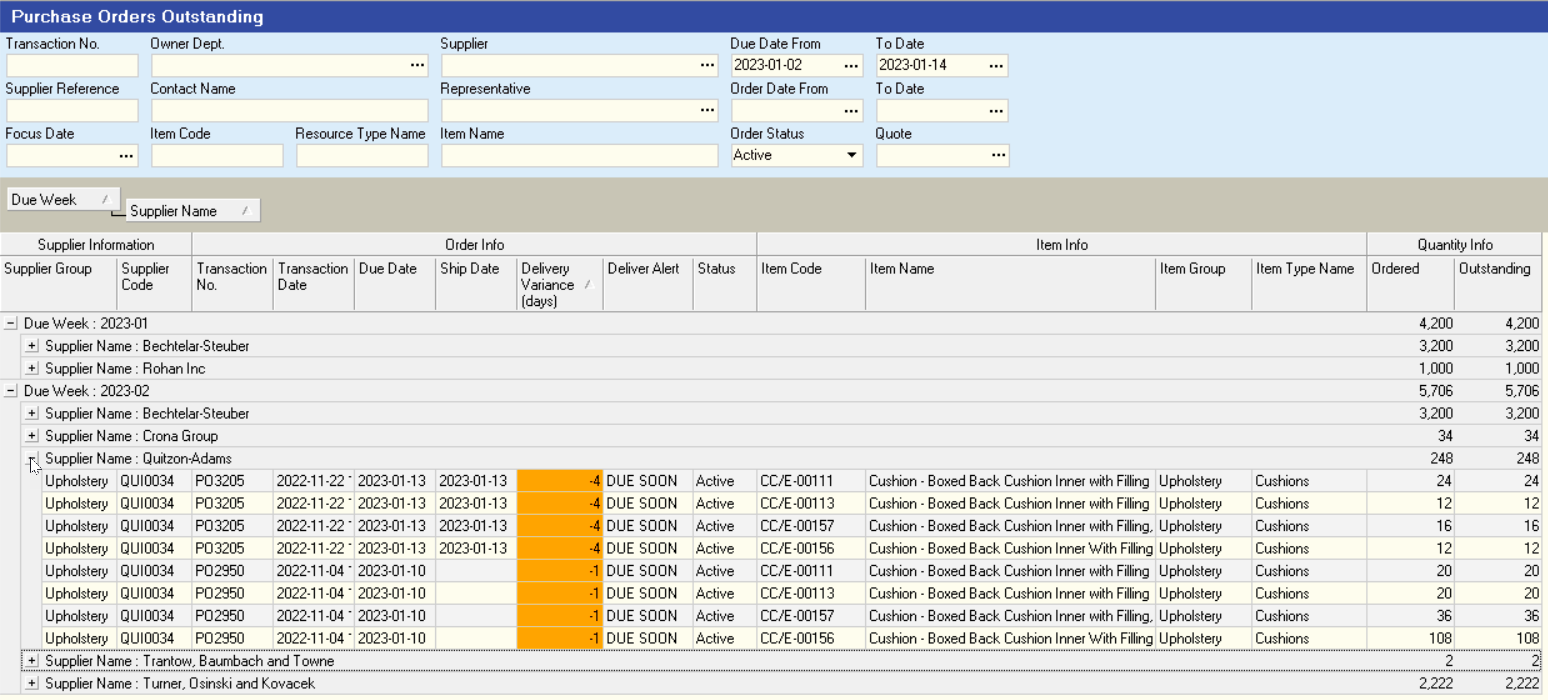 Purchase Orders Outstanding
Transaction No. Owner Dept. Supplier Due Date From To Date
... ... 2023-01-02 ... 2023-01-14 ...
Supplier Reference Contact Name Representative Order Date From To Date
... ... ...
Focus Date Item Code Resource Type Name Item Name Order Status Quote
... Active ...
Due Week
Supplier Name
Supplier Information Order Info Item Info Quantity Info
Supplier Group Supplier Transaction Transaction Due Date Ship Date Delivery Deliver Alert Status Item Code Item Name Item Group Item Type Name Ordered Outstanding
Code No. Date Variance
(days)
Due Week : 2023-01 4,200 4,200
Supplier Name : Bechtelar-Steuber 3,200 3,200
Supplier Name : Rohan Inc 1,000 1,000
Due Week : 2023-02 5,706 5,706
Supplier Name : Bechtelar-Steuber 3,200 3,200
Supplier Name : Crona Group 34 34
Supplier Name : Quitzon-Adams 248 248
Upholstery QUI0034 PO3205 2022-11-22 2023-01-13 2023-01-13 -4 DUE SOON Active CC/E-00111 Cushion - Boxed Back Cushion Inner with Filling Upholstery Cushions 24 24
Upholstery QUI0034 PO3205 2022-11-22 2023-01-13 2023-01-13 -4 DUE SOON Active CC/E-00113 Cushion - Boxed Back Cushion Inner with Filling Upholstery Cushions 12 12
Upholstery QUI0034 PO3205 2022-11-22 2023-01-13 2023-01-13 -4 DUE SOON Active CC/E-00157 Cushion - Boxed Back Cushion Inner with Filling, Upholstery Cushions 16 16
Upholstery QUI0034 PO3205 2022-11-22 2023-01-13 2023-01-13 -4 DUE SOON Active CC/E-00156 Cushion - Boxed Back Cushion Inner With Filling Upholstery Cushions 12 12
Upholstery QUI0034 PO2950 2022-11-04 2023-01-10 -1 DUE SOON Active CC/E-00111 Cushion - Boxed Back Cushion Inner with Filling Upholstery Cushions 20 20
Upholstery QUI0034 PO2950 2022-11-04 2023-01-10 -1 DUE SOON Active CC/E-00113 Cushion - Boxed Back Cushion Inner with Filling Upholstery Cushions 20 20
Upholstery QUI0034 PO2950 2022-11-04 2023-01-10 -1 DUE SOON Active CC/E-00157 Cushion - Boxed Back Cushion Inner with Filling, Upholstery Cushions 36 36
Upholstery QUI0034 PO2950 2022-11-04 2023-01-10 -1 DUE SOON Active CC/E-00156 Cushion - Boxed Back Cushion Inner With Filling Upholstery Cushions 108 108
Supplier Name : Trantow, Baumbach and Towne 2 2
Supplier Name : Turner, Osinski and Kovacek 2,222 2,222